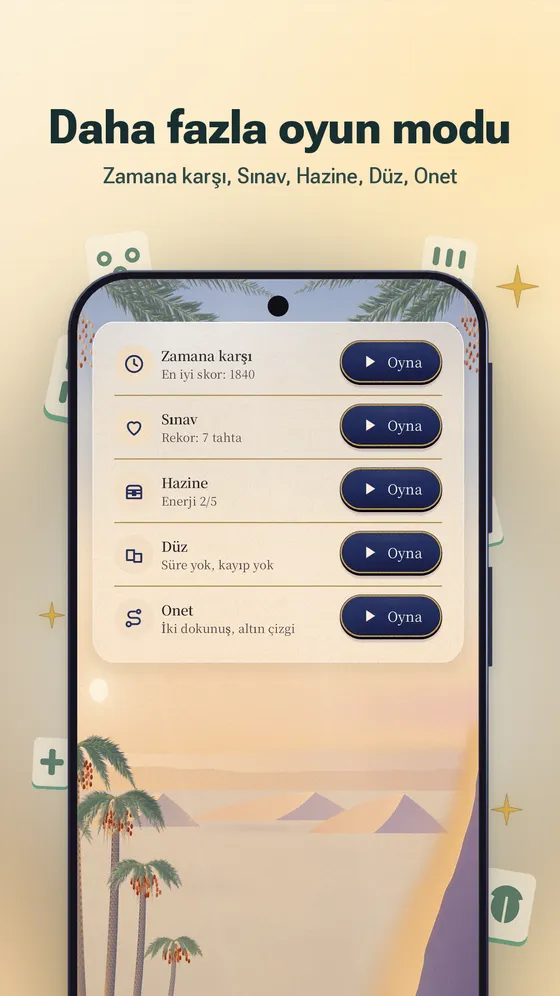 Daha fazla oyun modu
Zamana karşı, Sınav, Hazine, Düz, Onet
Zamana karşı
En iyi skor: 1840
Oyna
Sınav
Rekor: 7 tahta
Oyna
Hazine
Enerji 2/5
Oyna
Düz
Süre yok, kayıp yok
Oyna
Onet
İki dokunuş, altın çizgi
Oyna